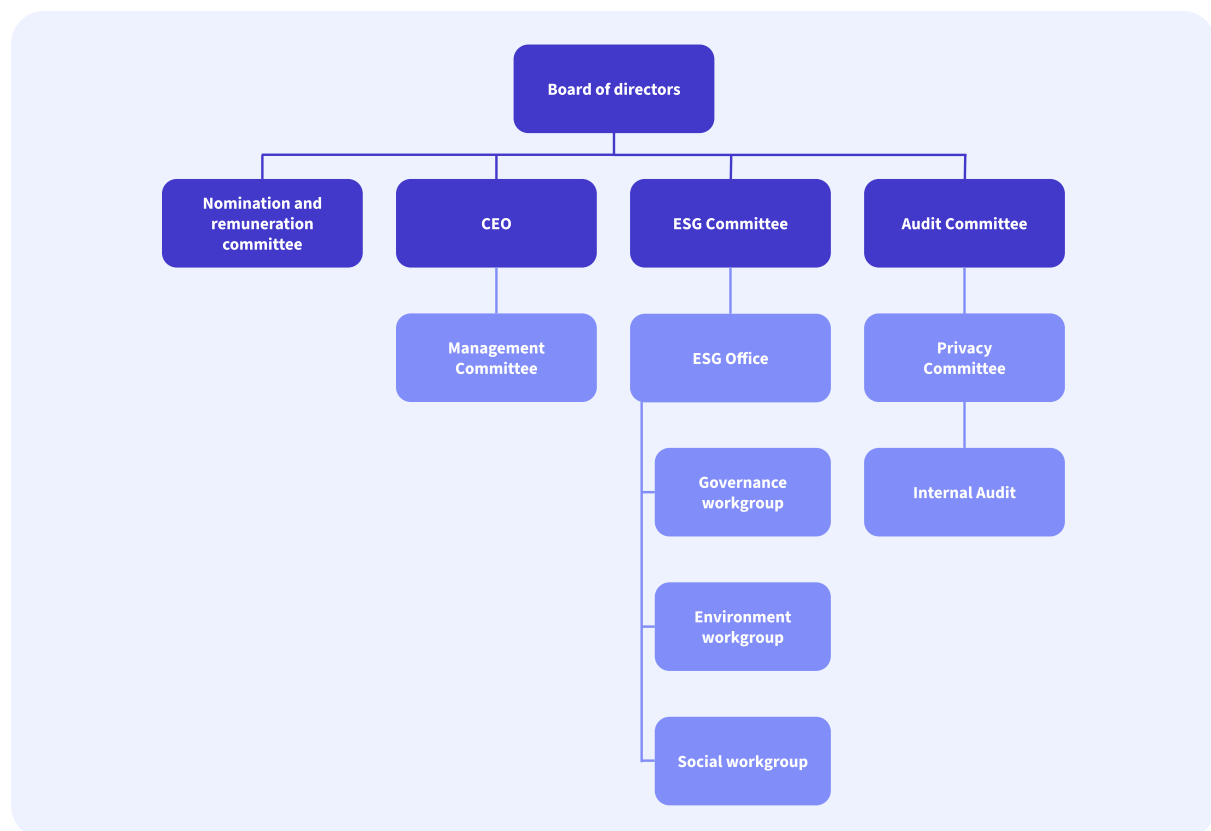 Board of directors
Nomination and
remuneration
committee
CEO
ESG Committee
Audit Committee
Management
Committee
ESG Office
Privacy
Committee
Governance
workgroup
Internal Audit
Environment
workgroup
Social workgroup